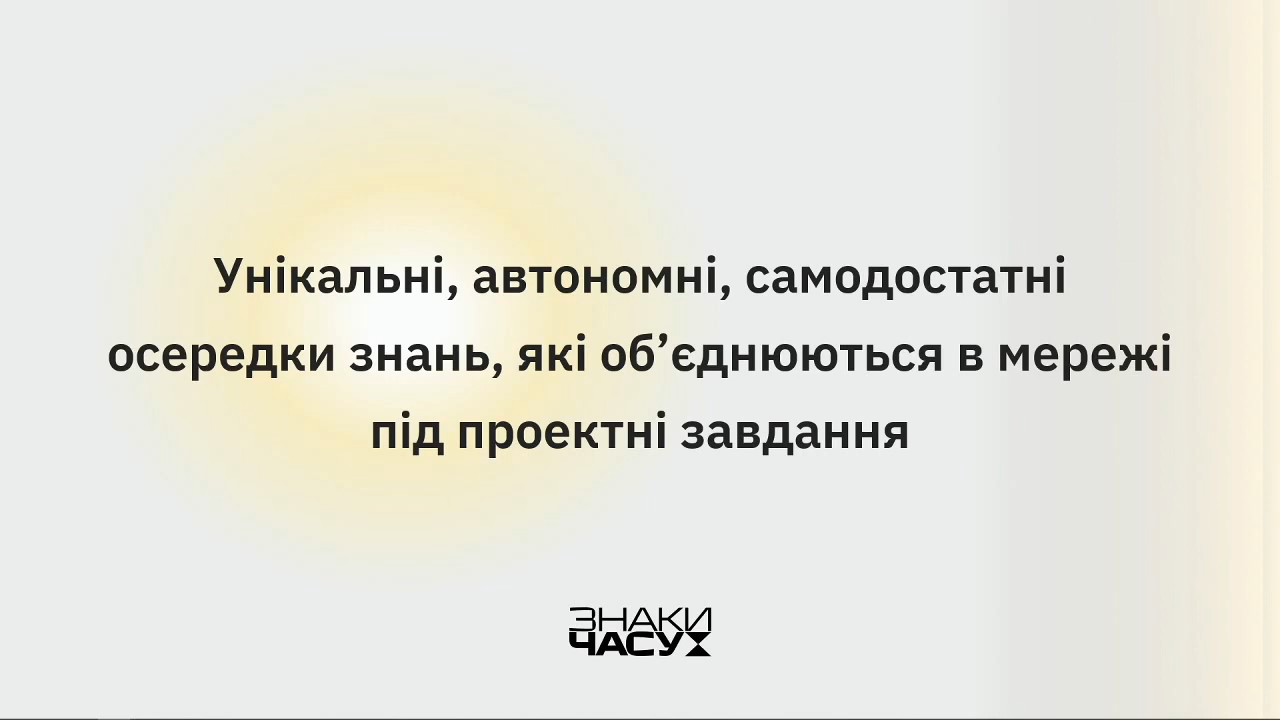 Унікальні, автономні, самодостатні
осередки знань, які об’єднюються в мережі
під проектні завдання
ЗНАКИ
ЧАСУ